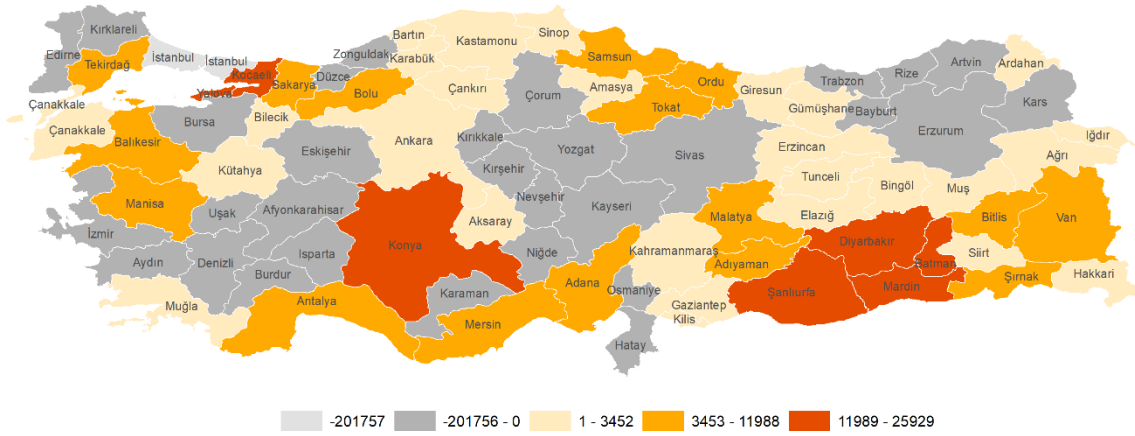 Kırklareli
Edirne
Tekirdağ
İstanbul
İstanbul
Kocaeli
Yalova
Sakarya
Düzce
Zonguldak
Bolu
Bartın
Karabük
Kastamonu
Sinop
Samsun
Ordu
Giresun
Trabzon
Rize
Artvin
Ardahan
Çanakkale
Çanakkale
Balıkesir
Bursa
Bilecik
Çankırı
Çorum
Amasya
Tokat
Gümüşhane
Bayburt
Kars
Erzurum
Iğdır
Ağrı
Eskişehir
Ankara
Kırıkkale
Yozgat
Sivas
Erzincan
Kütahya
Kırşehir
Tunceli
Bingöl
Muş
Manisa
Uşak
Afyonkarahisar
Nevşehir
Kayseri
Malatya
Elazığ
Bitlis
Van
İzmir
Konya
Aksaray
Kahramanmaraş
Diyarbakır
Batman
Siirt
Aydın
Denizli
Isparta
Burdur
Niğde
Adıyaman
Mardin
Şırnak
Hakkari
Muğla
Antalya
Karaman
Mersin
Adana
Osmaniye
Gaziantep
Kilis
Şanlıurfa
Hatay
-201757
-201756 - 0
1 - 3452
3453 - 11988
11989 - 25929